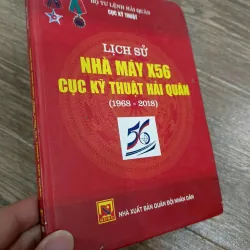 BỘ TƯ LỆNH HẢI QUÂN
CỤC KỸ THUẬT
LỊCH SỬ
NHÀ MÁY X56
CỤC KỸ THUẬT HẢI QUÂN
(1968 - 2018)
56
NHÀ XUẤT BẢN QUÂN ĐỘI NHÂN DÂN